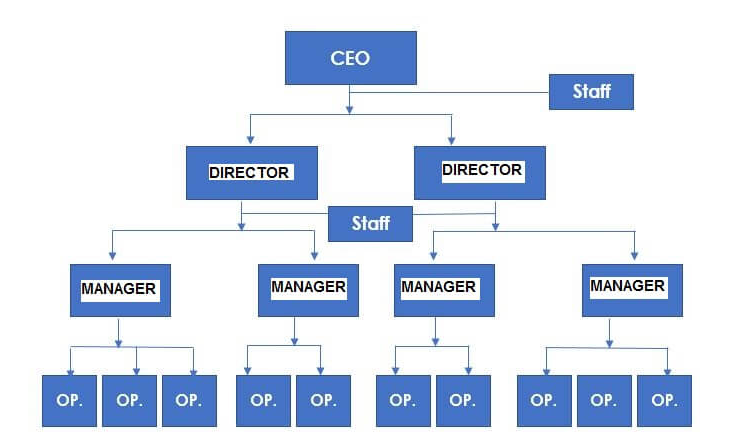 CEO
Staff
DIRECTOR
DIRECTOR
Staff
MANAGER
MANAGER
MANAGER
MANAGER
OP.
OP.
OP.
OP.
OP.
OP.
OP.
OP.
OP.
OP.